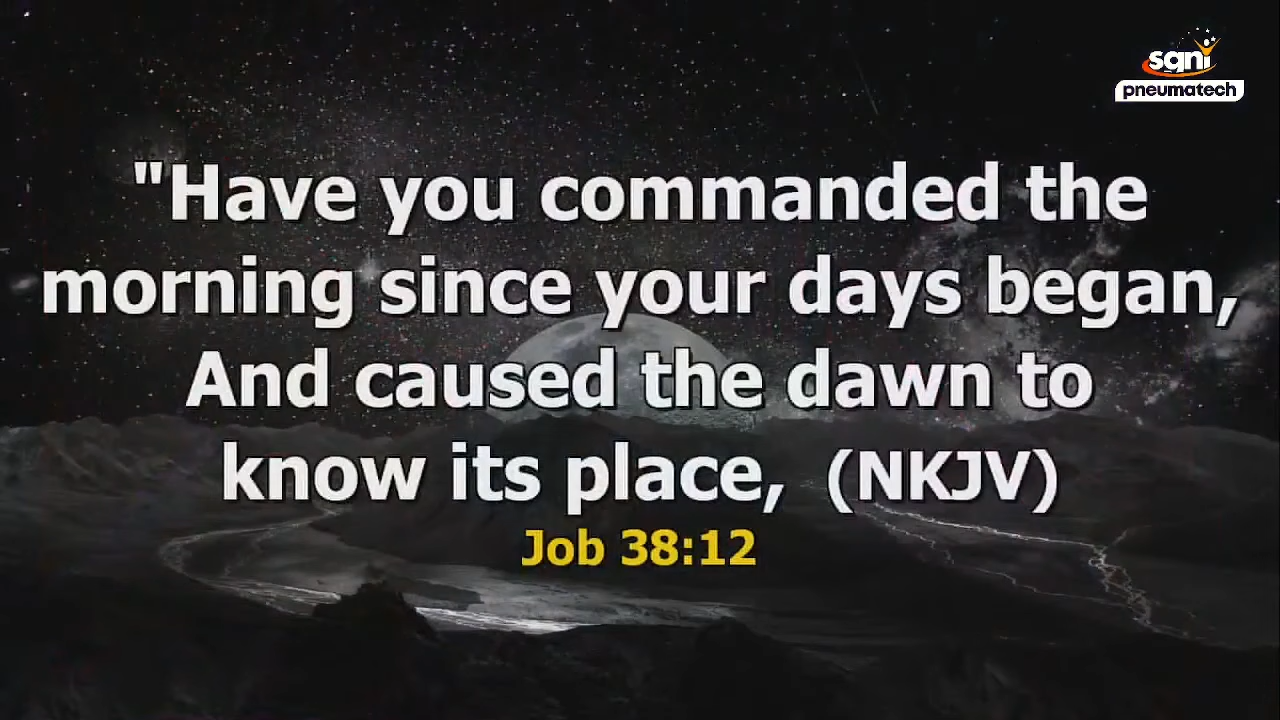 sgni
pneumatech
"Have you commanded the
morning since your days began,
And caused the dawn to
know its place, (NKJV)
Job 38:12